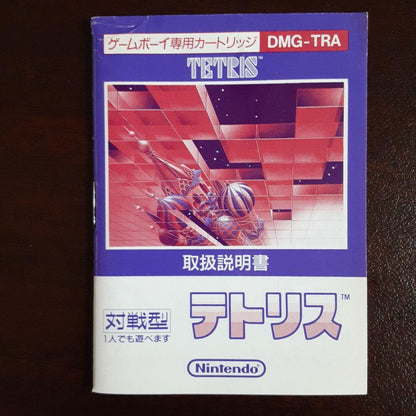 ゲームボーイ専用カートリッジ DMG-TRA
TETRIS™
取扱説明書
対戦型
1人でも遊べます
テトリス™
Nintendo